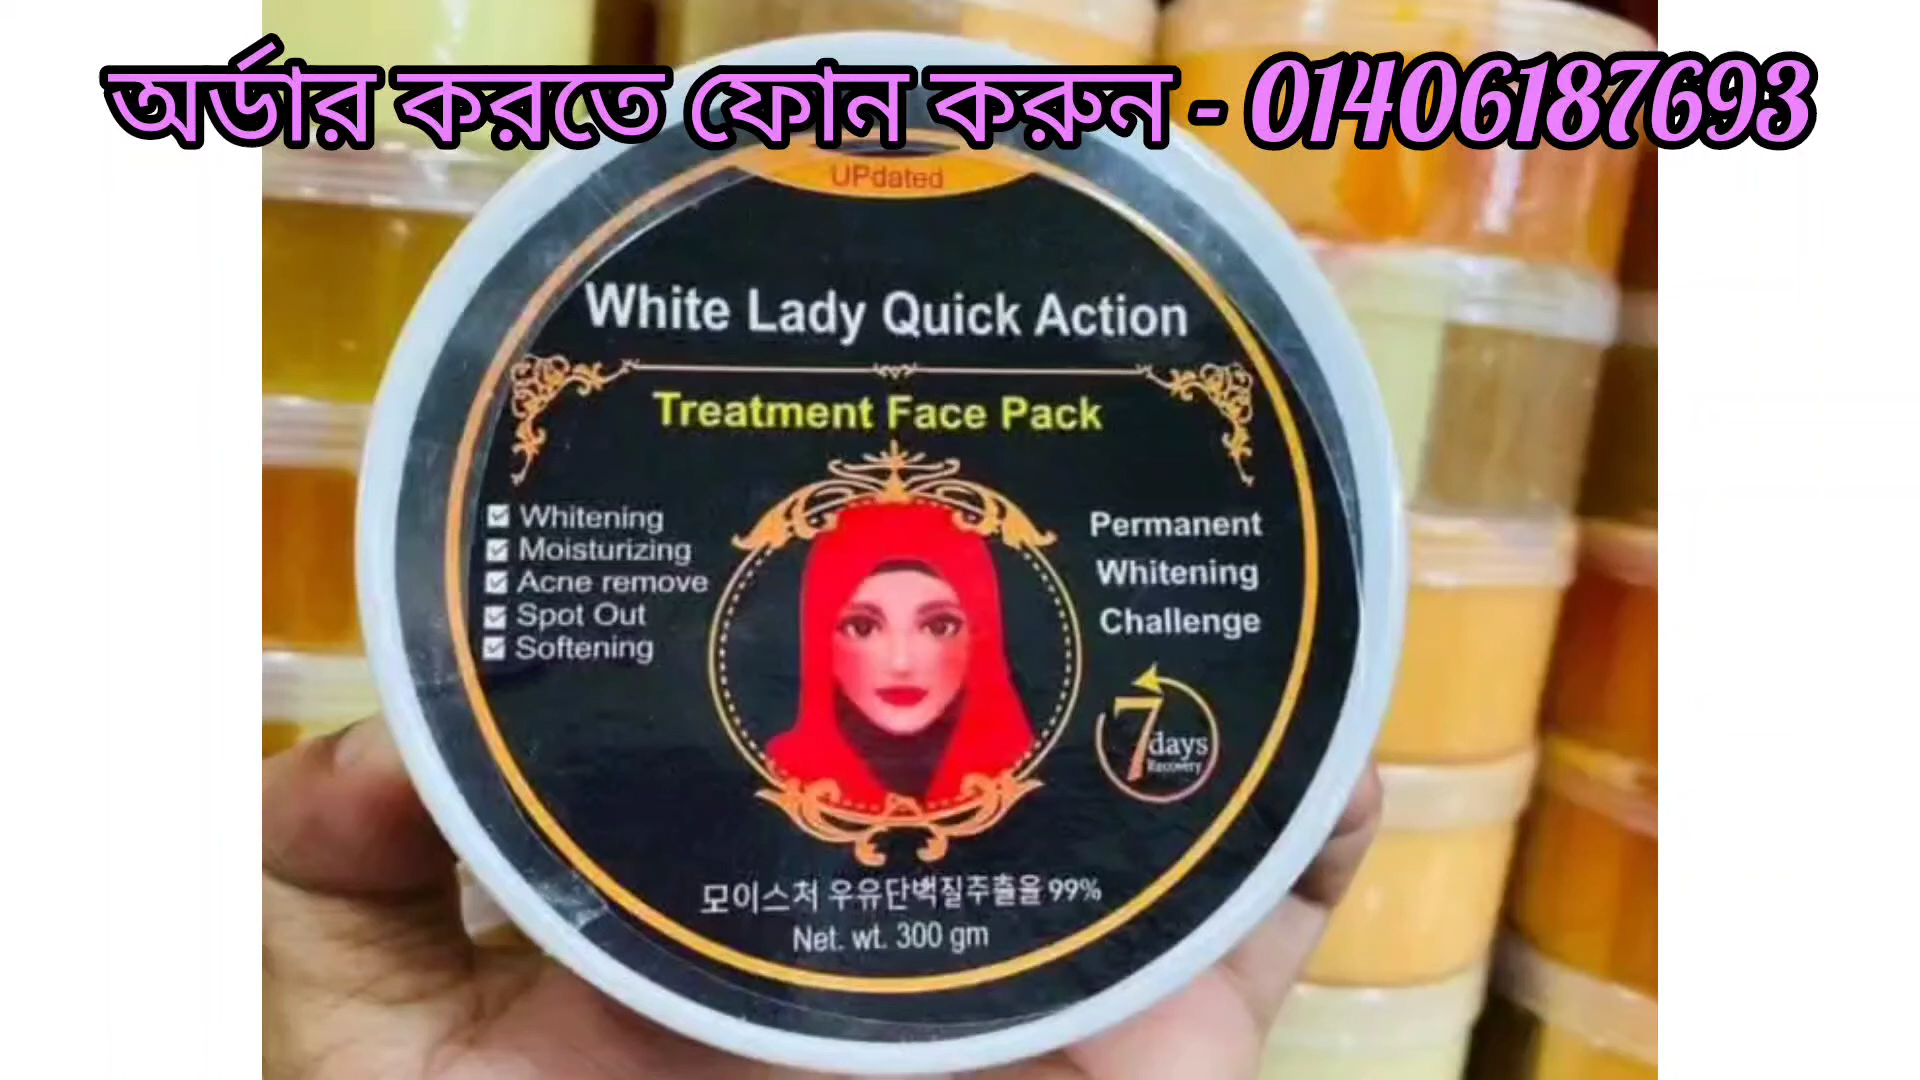 অর্ডার করতে ফোন করুন - 01406187693
UPdated
White Lady Quick Action
Treatment Face Pack
Whitening
Moisturizing
Acne remove
Spot Out
Softening
Permanent
Whitening
Challenge
7 days
Recovery
모이스처 우유단백질추출물 99%
Net. wt. 300 gm